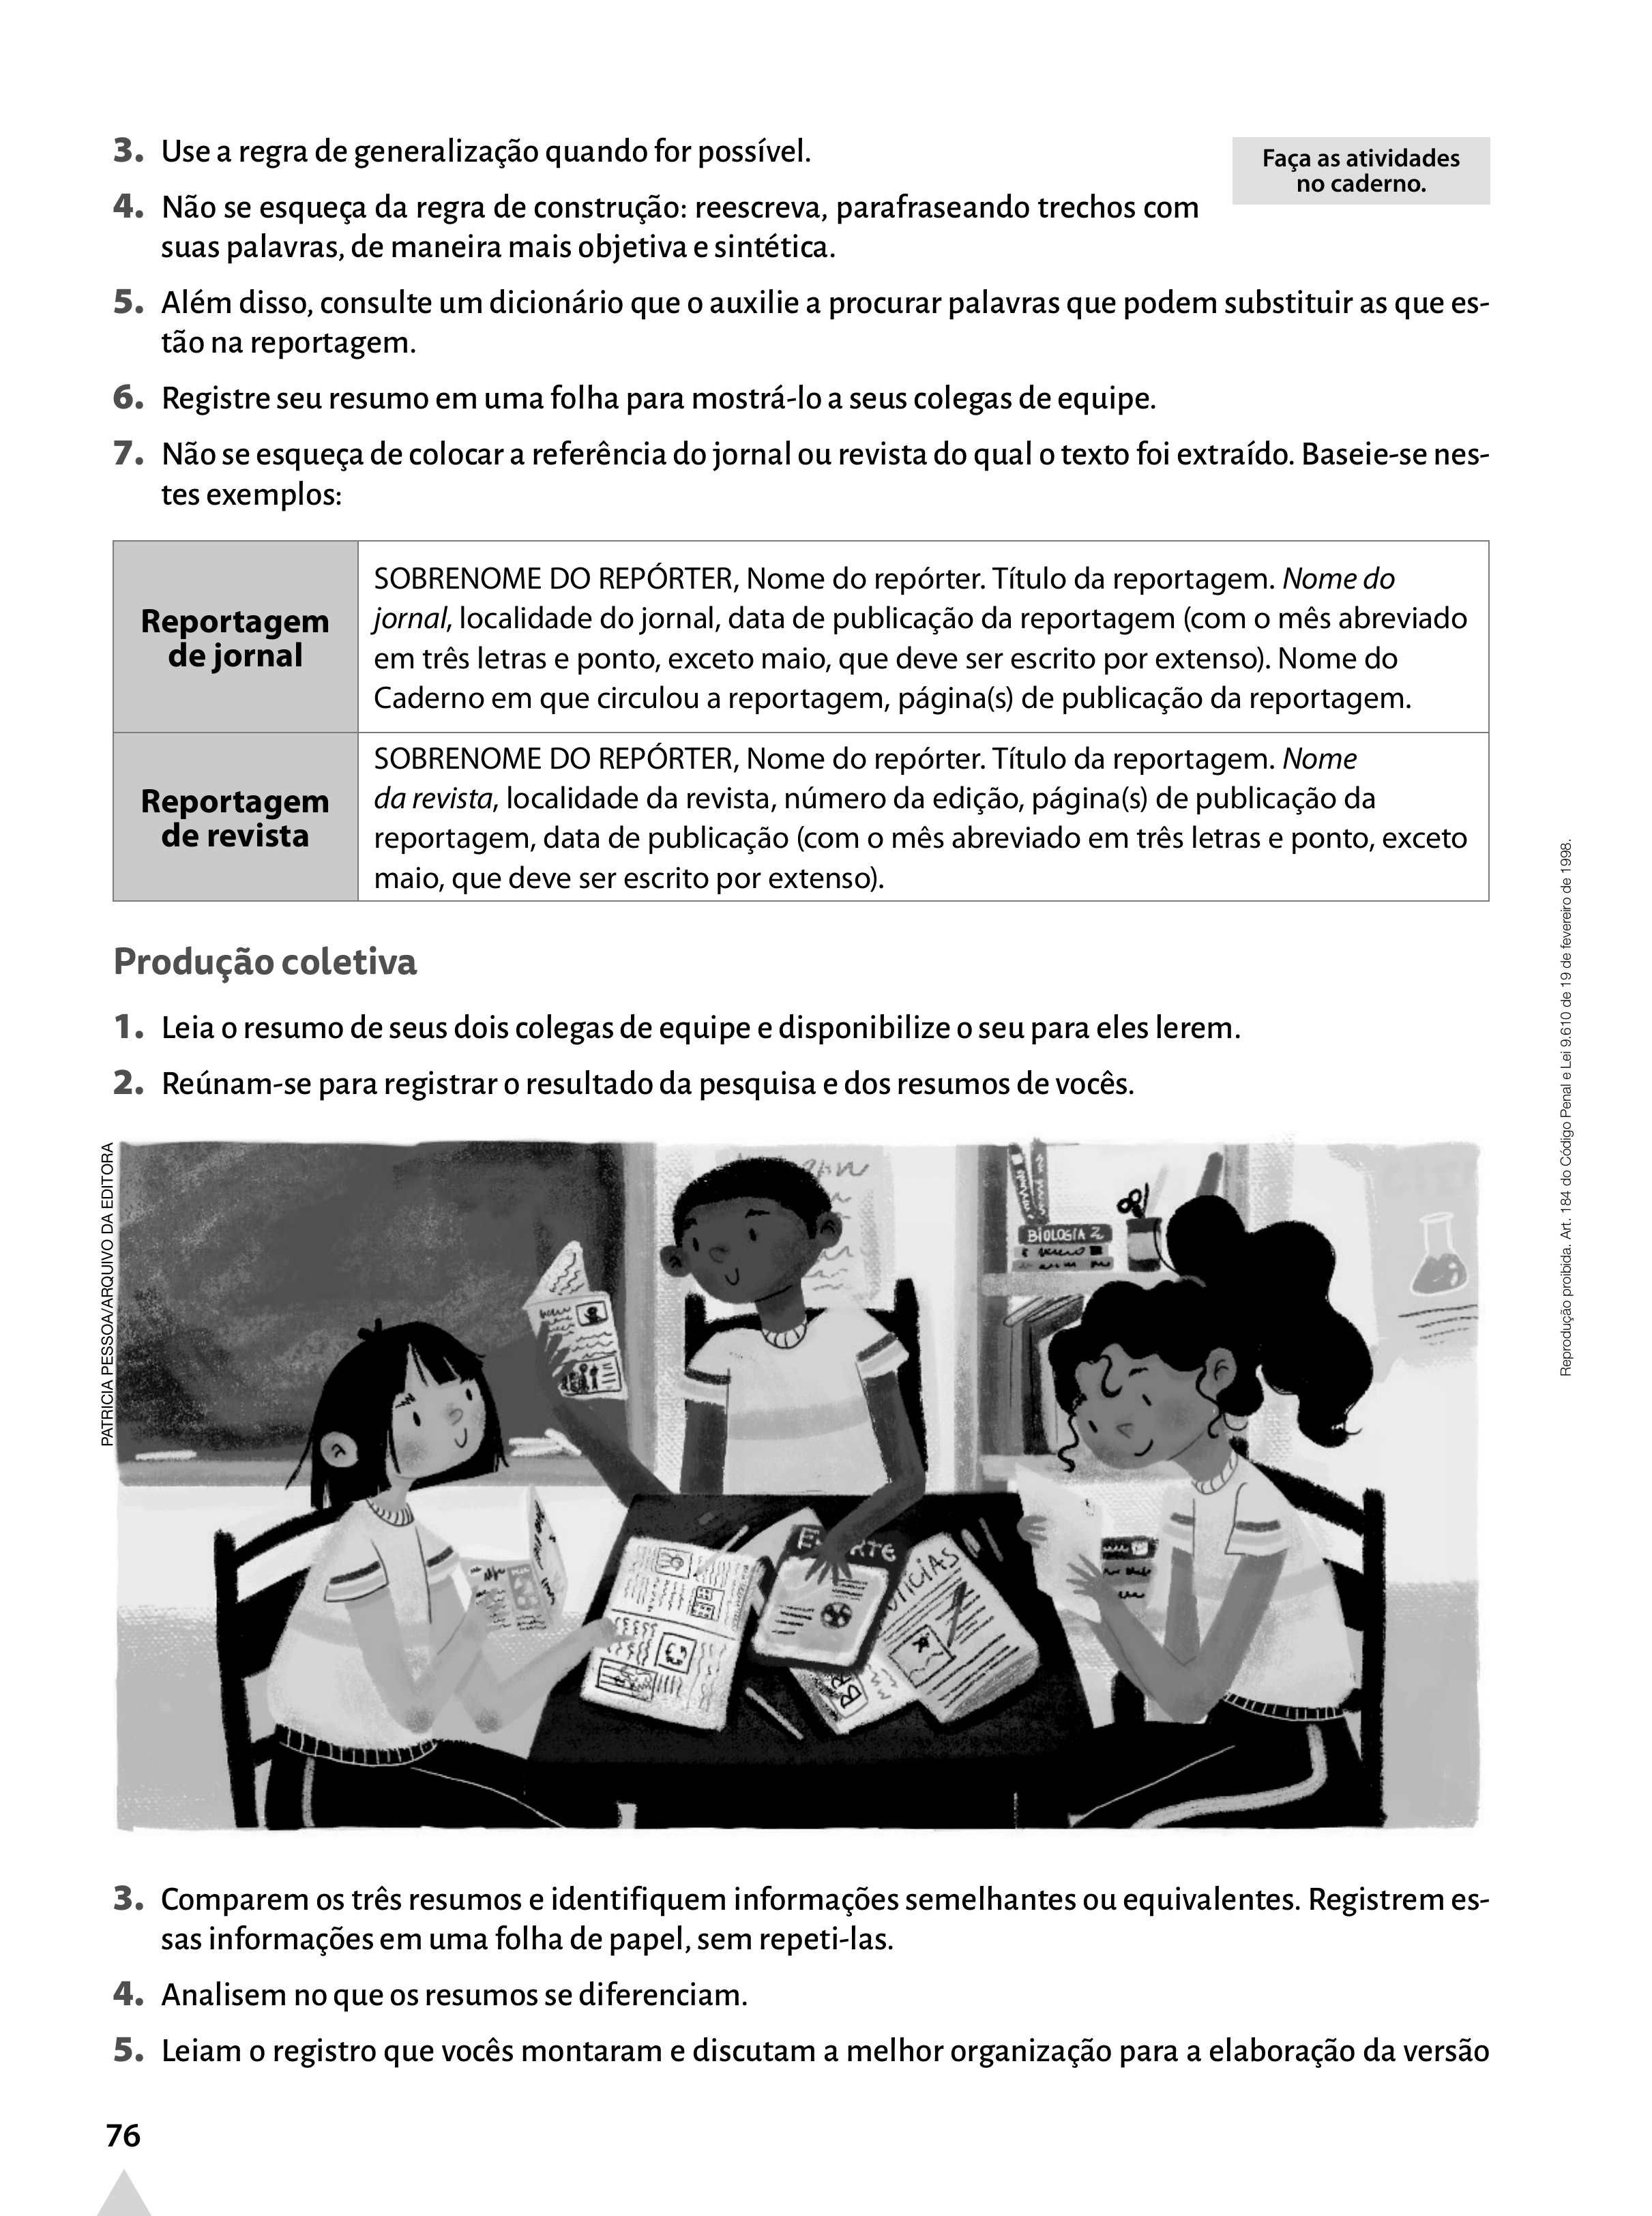 3. Use a regra de generalização quando for possível.
Faça as atividades
no caderno.
4. Não se esqueça da regra de construção: reescreva, parafraseando trechos com
suas palavras, de maneira mais objetiva e sintética.
5. Além disso, consulte um dicionário que o auxilie a procurar palavras que podem substituir as que es-
tão na reportagem.
6. Registre seu resumo em uma folha para mostrá-lo a seus colegas de equipe.
7. Não se esqueça de colocar a referência do jornal ou revista do qual o texto foi extraído. Baseie-se nes-
tes exemplos:
Reportagem
de jornal
SOBRENOME DO REPÓRTER, Nome do repórter. Título da reportagem. Nome do
jornal, localidade do jornal, data de publicação da reportagem (com o mês abreviado
em três letras e ponto, exceto maio, que deve ser escrito por extenso). Nome do
Caderno em que circulou a reportagem, página(s) de publicação da reportagem.
Reportagem
de revista
SOBRENOME DO REPÓRTER, Nome do repórter. Título da reportagem. Nome
da revista, localidade da revista, número da edição, página(s) de publicação da
reportagem, data de publicação (com o mês abreviado em três letras e ponto, exceto
maio, que deve ser escrito por extenso).
Produção coletiva
1. Leia o resumo de seus dois colegas de equipe e disponibilize o seu para eles lerem.
2. Reúnam-se para registrar o resultado da pesquisa e dos resumos de vocês.
PATRICIA PESSOA/ARQUIVO DA EDITORA
BIOLOGIA 2
3. Comparem os três resumos e identifiquem informações semelhantes ou equivalentes. Registrem es-
sas informações em uma folha de papel, sem repeti-las.
4. Analisem no que os resumos se diferenciam.
5. Leiam o registro que vocês montaram e discutam a melhor organização para a elaboração da versão
76
Reprodução proibida. Art. 184 do Código Penal e Lei 9.610 de 19 de fevereiro de 1998.